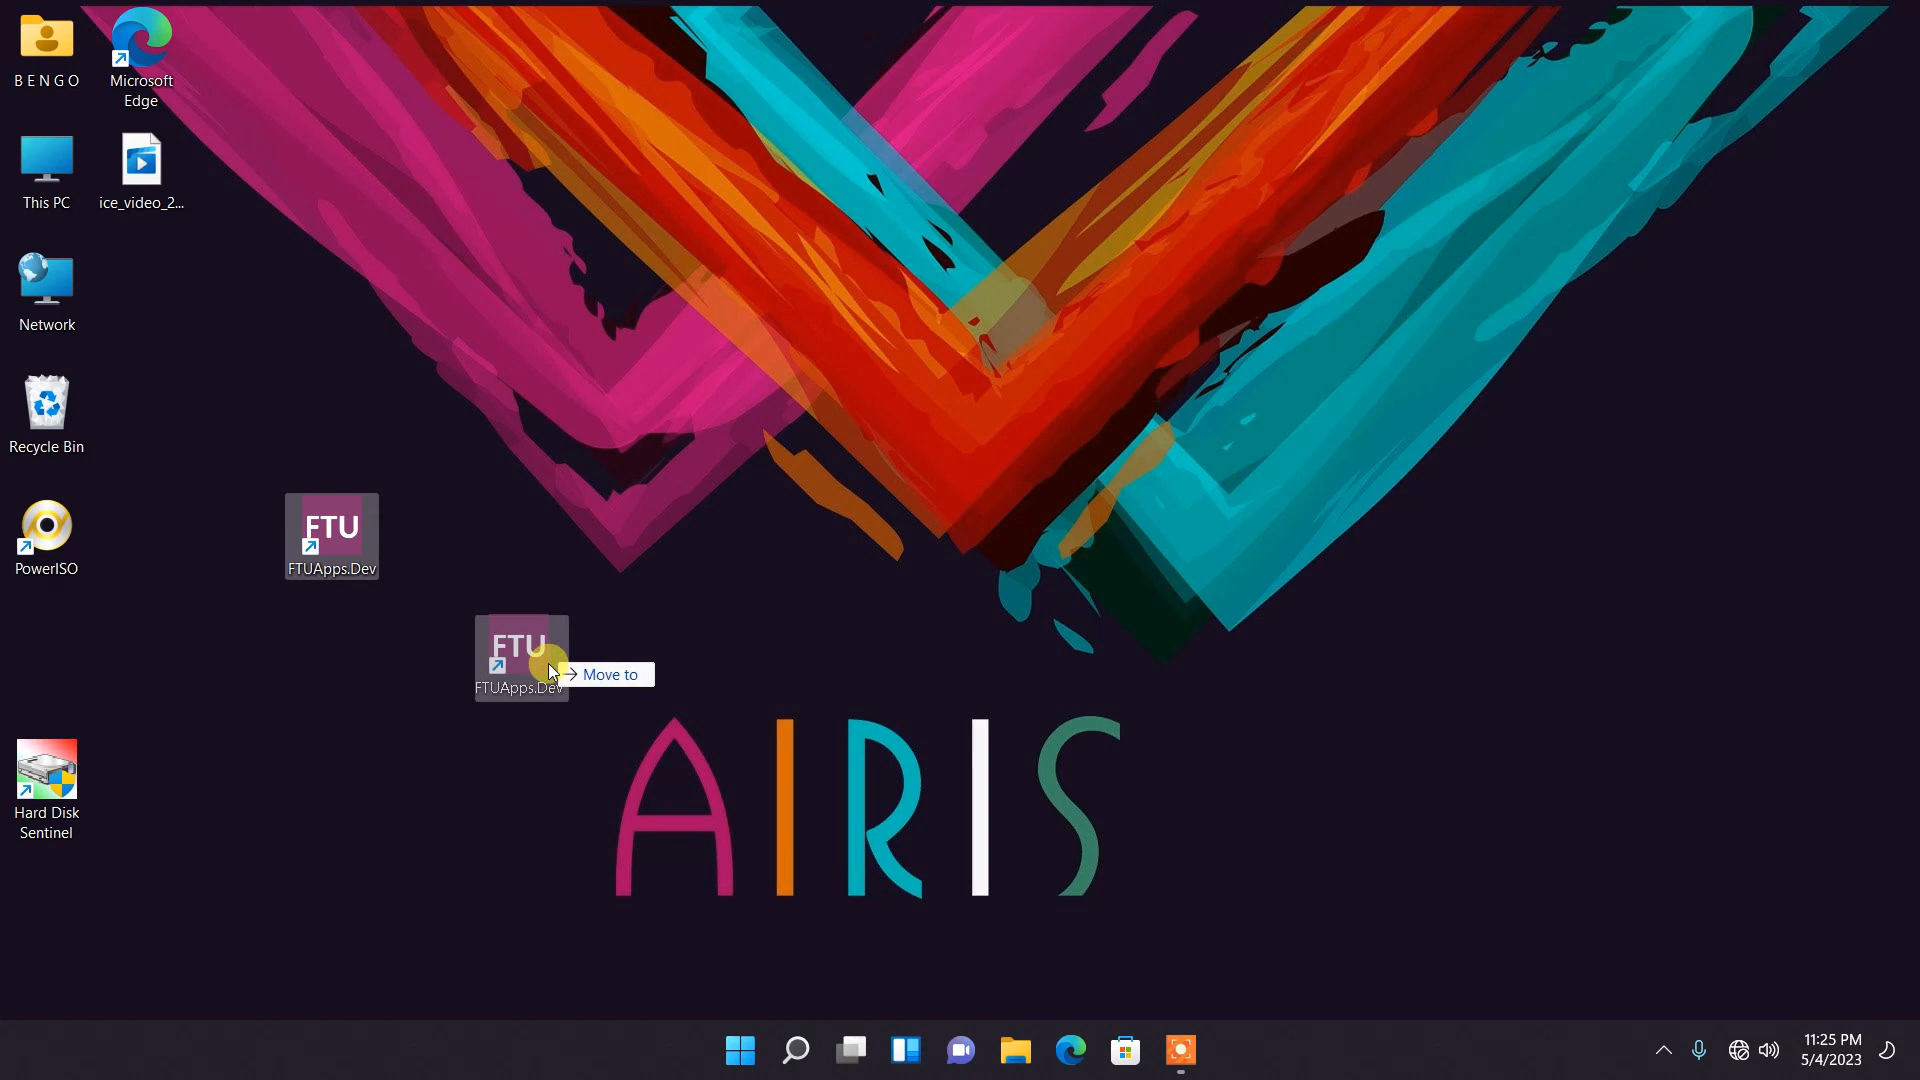 B E N G O
Microsoft
Edge
This PC
ice_video_2...
Network
Recycle Bin
PowerISO
FTU
FTUApps.Dev
FTU
FTUApps.Dev
→ Move to
Hard Disk
Sentinel
AIRIS
11:25 PM
5/4/2023